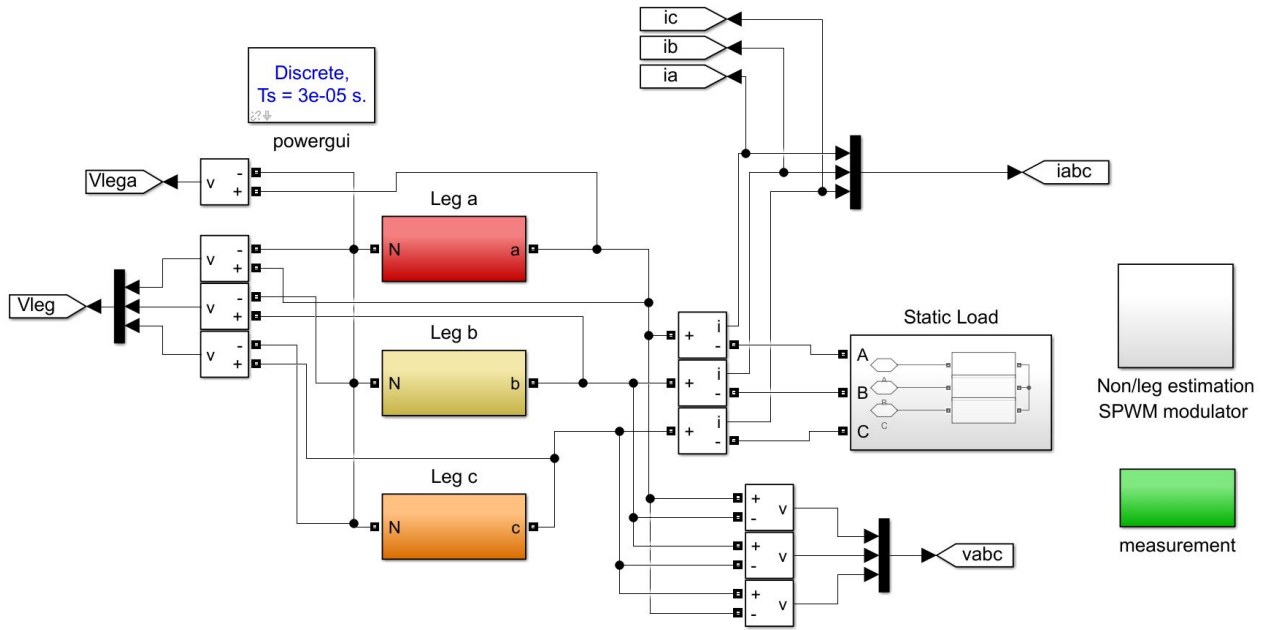 ic
ib
ia
Discrete,
Ts = 3e-05 s.
powergui
Vlega
v
-
+
iabc
Leg a
N
a
v
-
+
Vleg
v
-
+
v
-
+
Leg b
N
b
+
i
-
+
i
-
+
i
-
Static Load
A
B
C
A
B
C
Non/leg estimation
SPWM modulator
Leg c
N
c
+
-
v
+
-
v
+
-
v
vabc
measurement